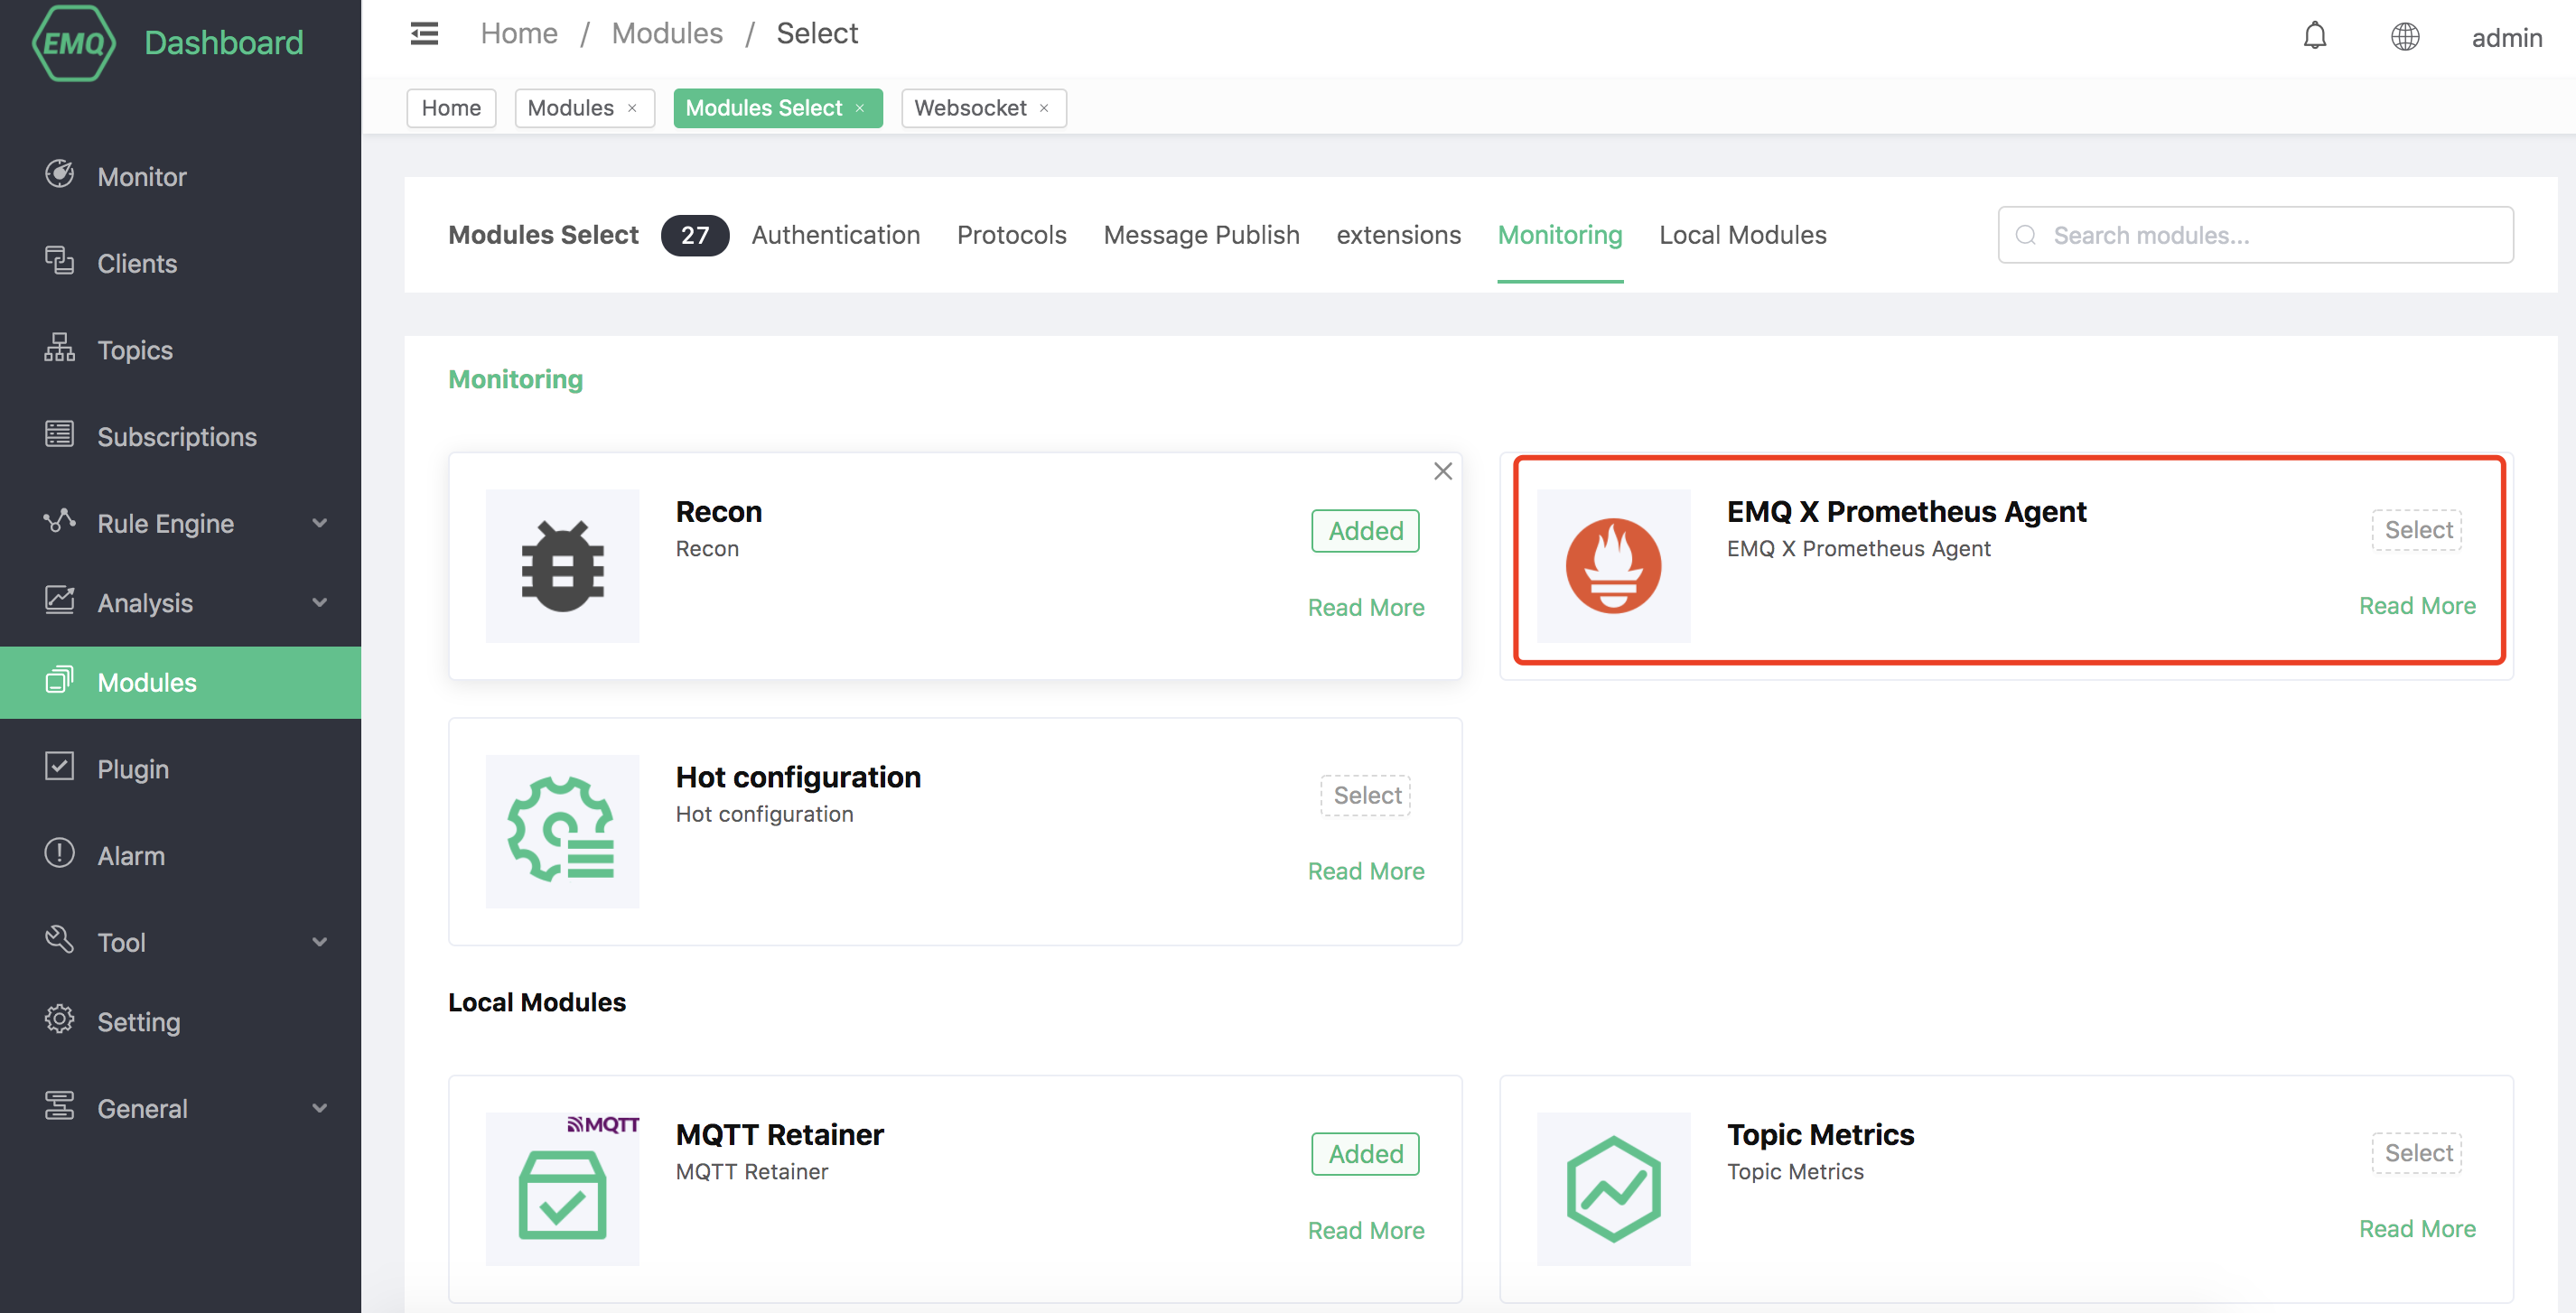 EMQ Dashboard
Home / Modules / Select
admin
Home
Modules ×
Modules Select ×
Websocket ×
Monitor
Clients
Topics
Subscriptions
Rule Engine
Analysis
Modules
Plugin
Alarm
Tool
Setting
General
Modules Select 27 Authentication Protocols Message Publish extensions Monitoring Local Modules
Search modules...
Monitoring
Recon
Recon
Added
Read More
EMQ X Prometheus Agent
EMQ X Prometheus Agent
Select
Read More
Hot configuration
Hot configuration
Select
Read More
Local Modules
MQTT
MQTT Retainer
MQTT Retainer
Added
Read More
Topic Metrics
Topic Metrics
Select
Read More